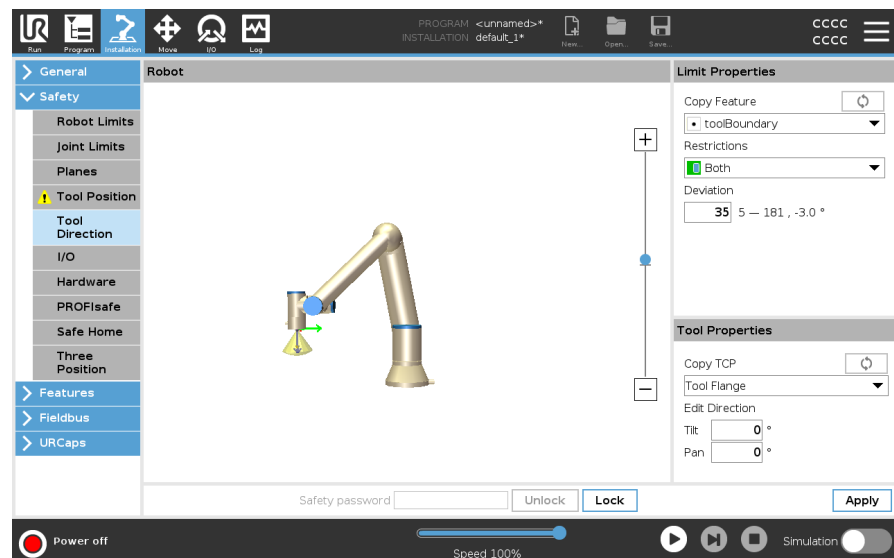 PROGRAM <unnamed>*
INSTALLATION default_1*
CCCC
CCCC
Run Program Installation Move I/O Log New... Open... Save...
General
Safety
Robot Limits
Joint Limits
Planes
Tool Position
Tool
Direction
I/O
Hardware
PROFIsafe
Safe Home
Three
Position
Features
Fieldbus
URCaps
Robot
Limit Properties
Copy Feature
toolBoundary
Restrictions
Both
Deviation
35 5 — 181 , -3.0 °
Tool Properties
Copy TCP
Tool Flange
Edit Direction
Tilt 0 °
Pan 0 °
Safety password Unlock Lock Apply
Power off
Speed 100%
Simulation